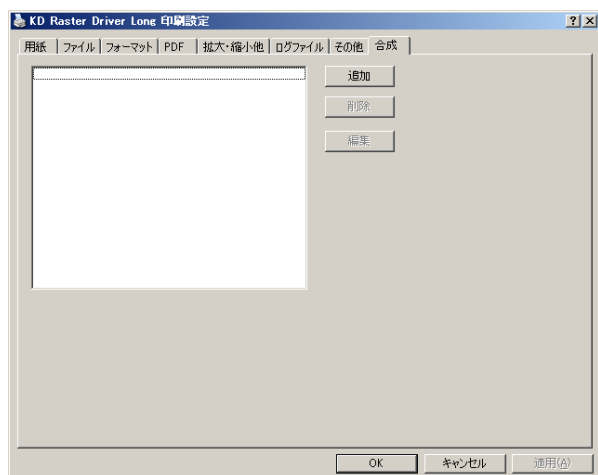 KD Raster Driver Long 印刷設定
用紙 ファイル フォーマット PDF 拡大・縮小他 ログファイル その他 合成
追加
削除
編集
OK キャンセル 適用(A)